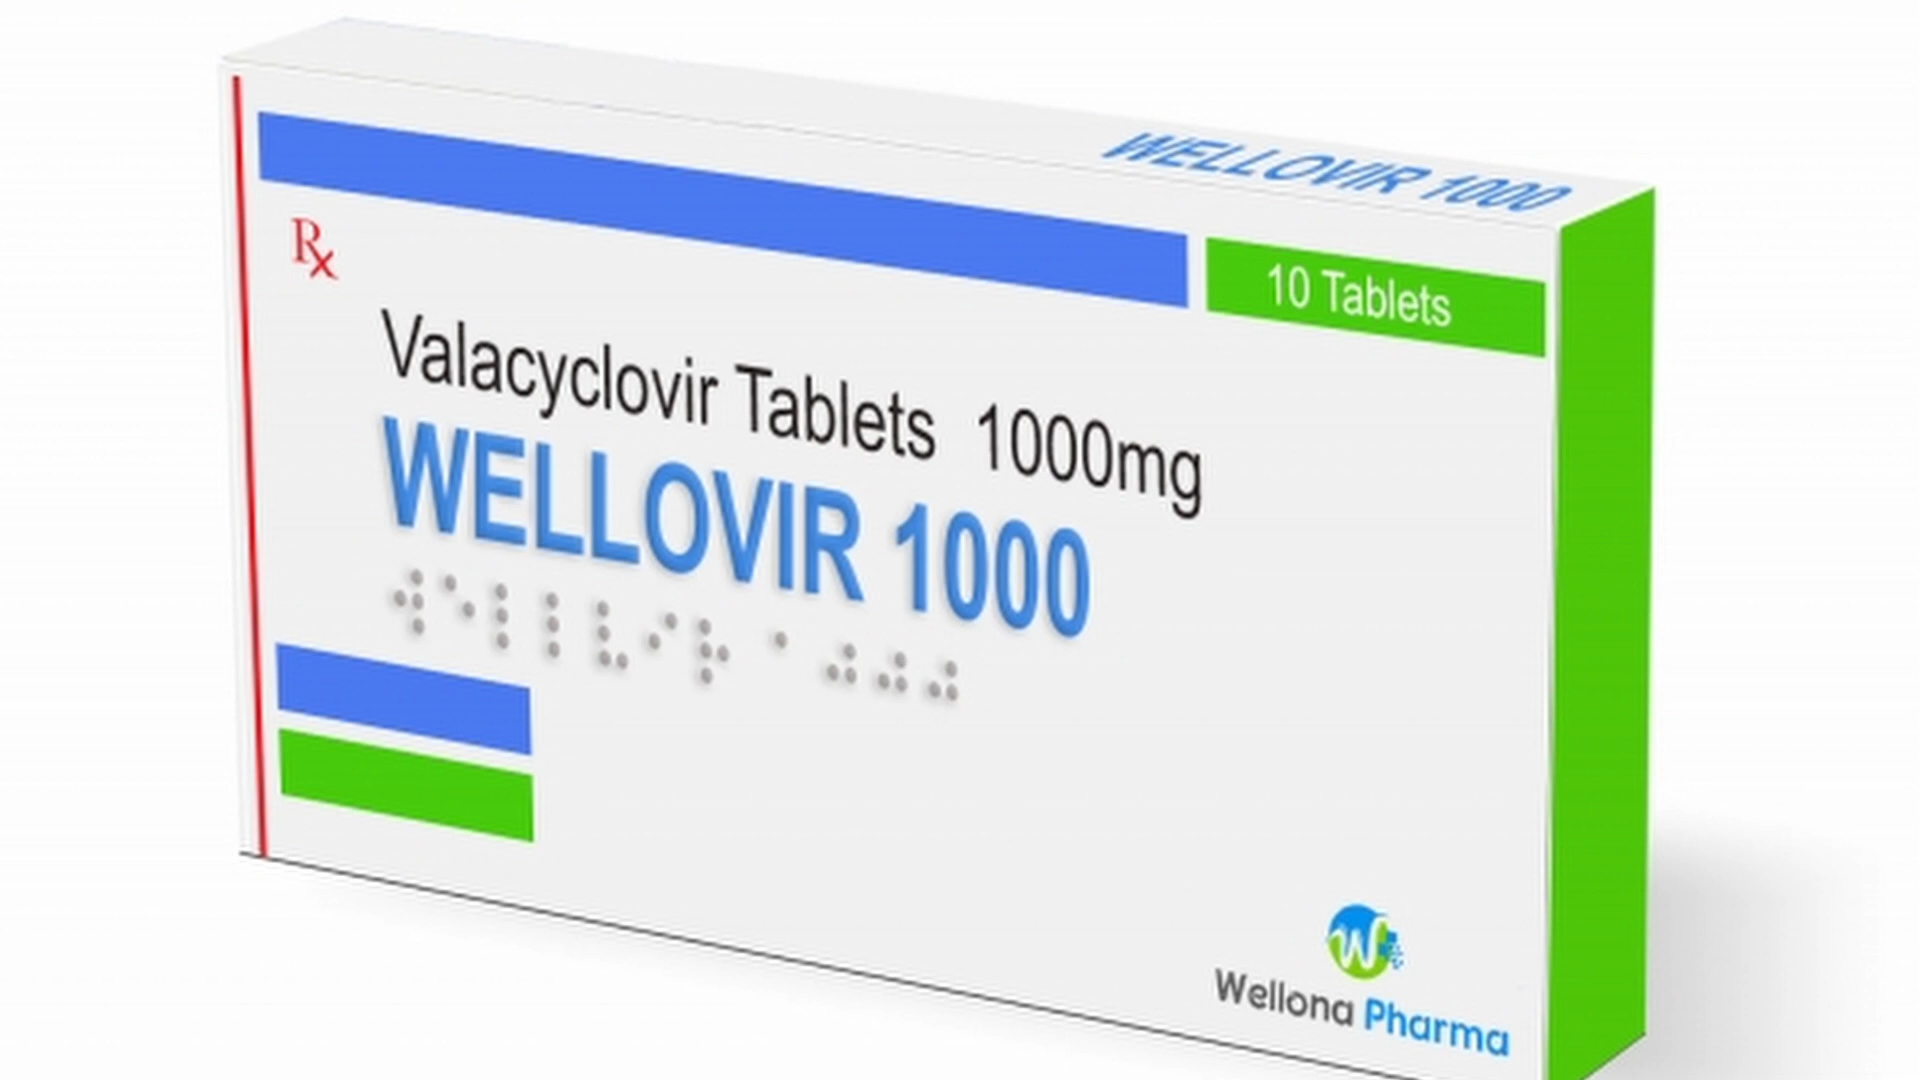 WELLOVIR 1000
10 Tablets
Rx
Valacyclovir Tablets 1000mg
WELLOVIR 1000
⠺⠑⠇⠇⠧⠊⠗ ⠁⠴⠴⠴
W
Wellona Pharma